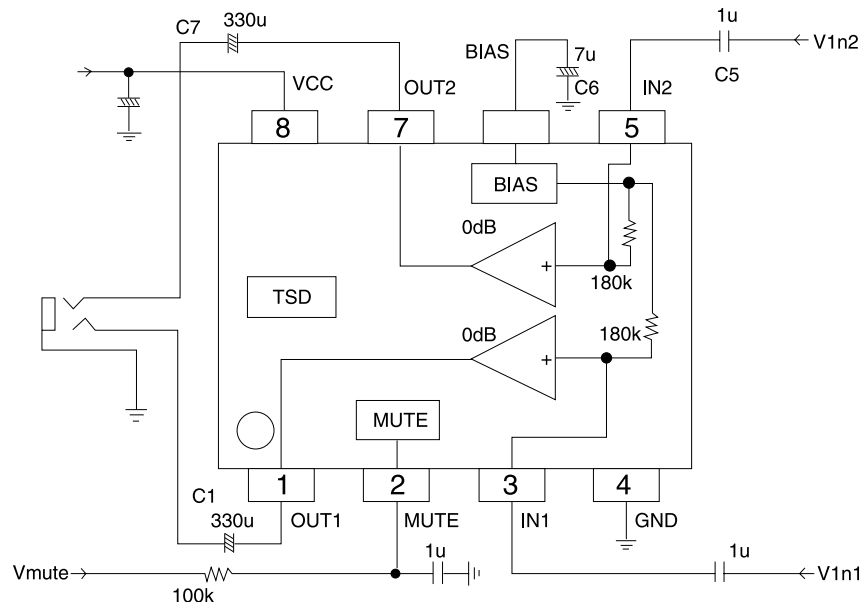 C7
330u
1u
V1n2
BIAS
7u
C6
C5
VCC
OUT2
IN2
8
7
5
BIAS
0dB
+
180k
TSD
0dB
180k
+
MUTE
C1
1
2
3
4
330u
OUT1
MUTE
IN1
GND
1u
1u
Vmute
V1n1
100k